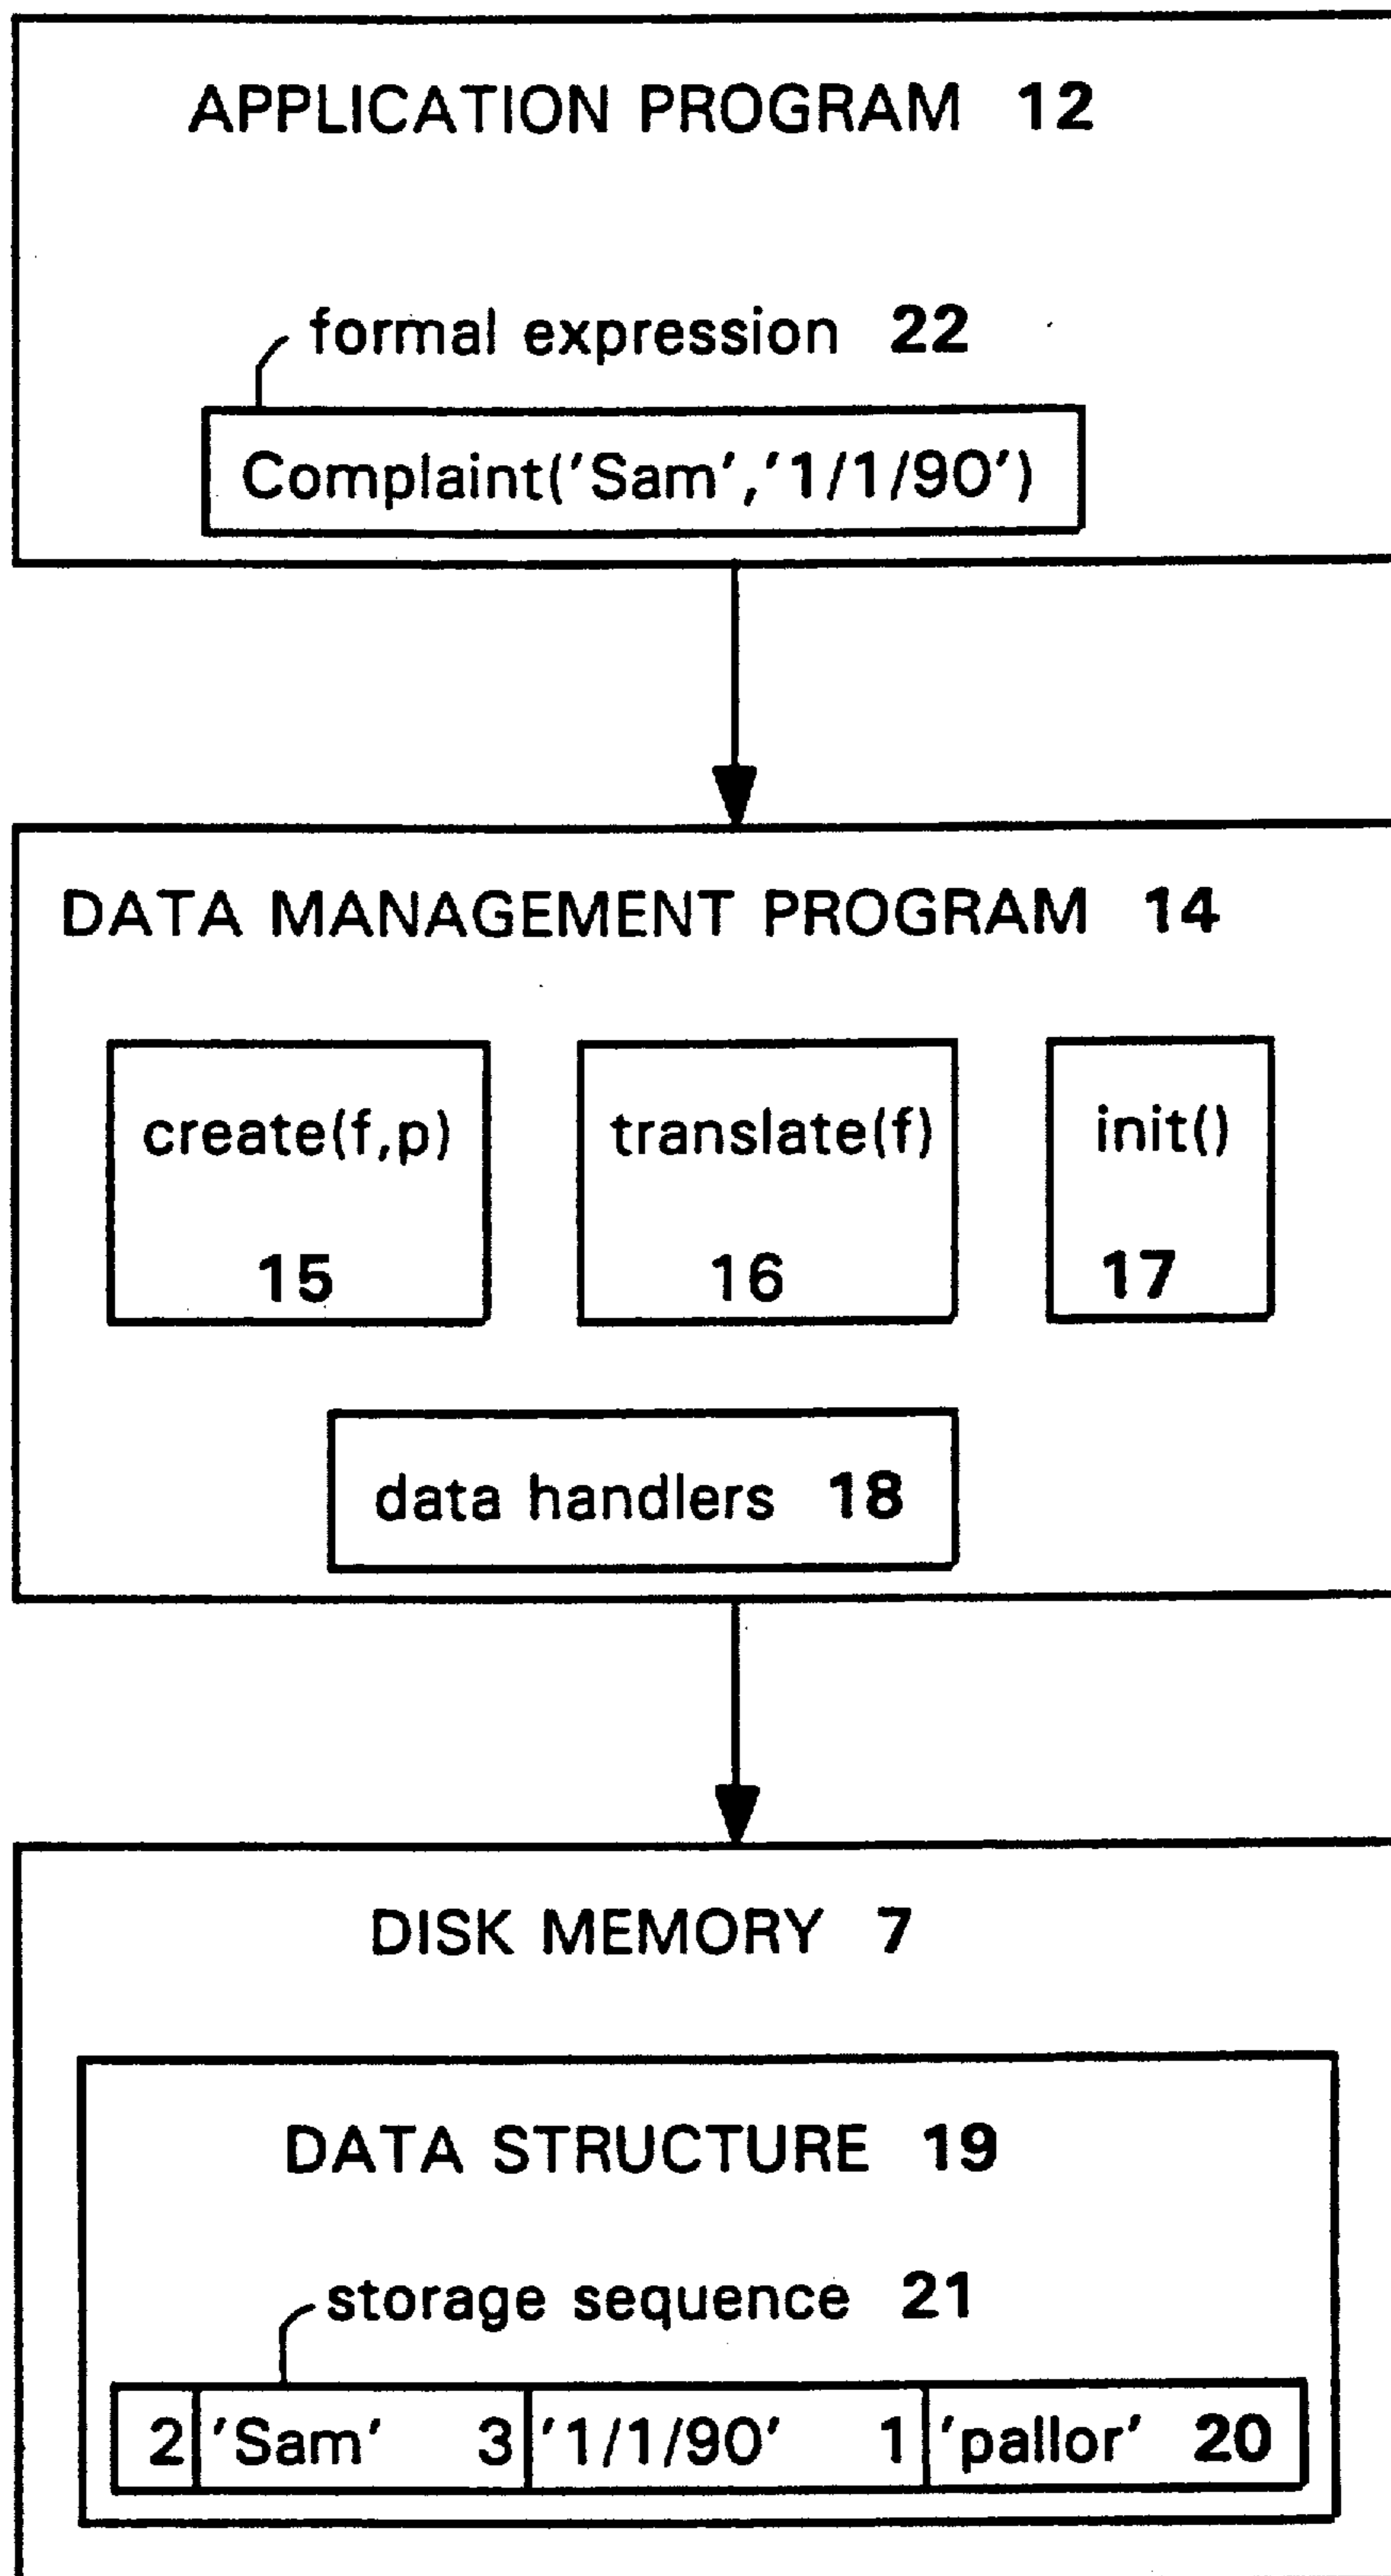 APPLICATION PROGRAM 12
formal expression 22
Complaint('Sam','1/1/90')
DATA MANAGEMENT PROGRAM 14
create(f,p) translate(f) init()
15 16 17
data handlers 18
DISK MEMORY 7
DATA STRUCTURE 19
storage sequence 21
2 'Sam' 3 '1/1/90' 1 'pallor' 20